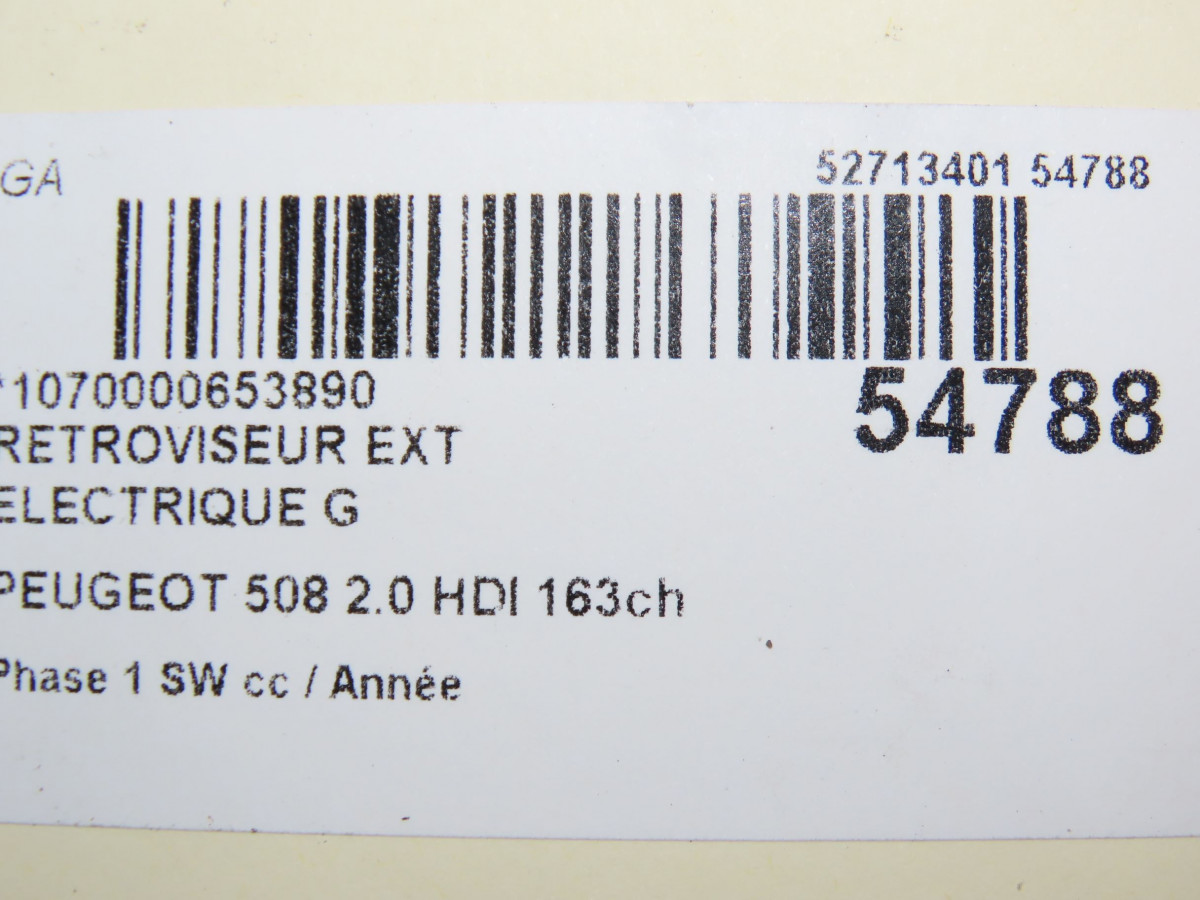 GA
52713401 54788
*1070000653890
54788
RETROVISEUR EXT
ELECTRIQUE G
PEUGEOT 508 2.0 HDI 163ch
Phase 1 SW cc / Année